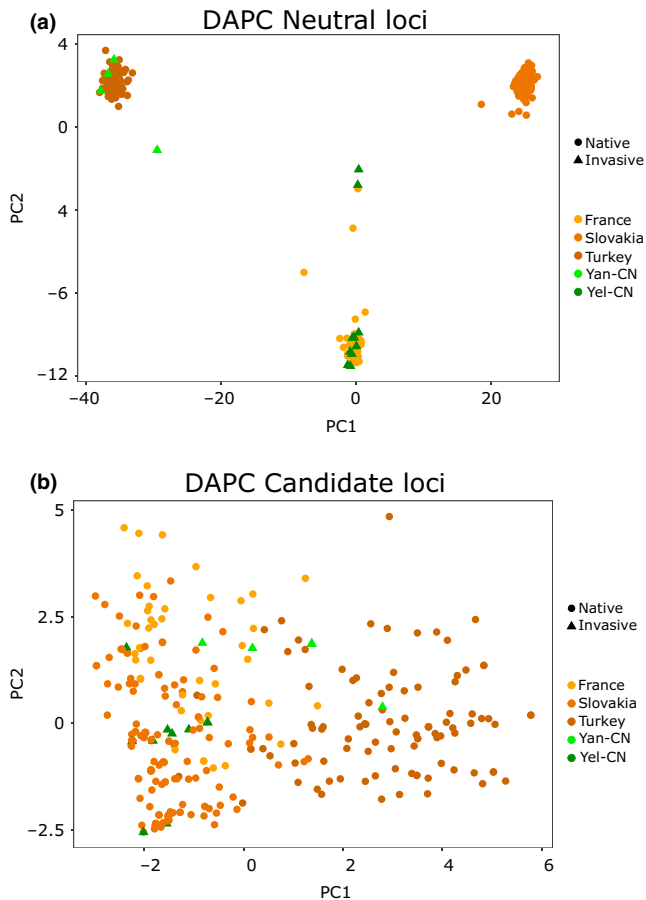 (a) DAPC Neutral loci
4
0
4
−6
−12
PC2
−40 −20 0 20
PC1
Native
Invasive
France
Slovakia
Turkey
Yan-CN
Yel-CN
(b) DAPC Candidate loci
5
2.5
0
−2.5
PC2
−2 0 2 4 6
PC1
Native
Invasive
France
Slovakia
Turkey
Yan-CN
Yel-CN